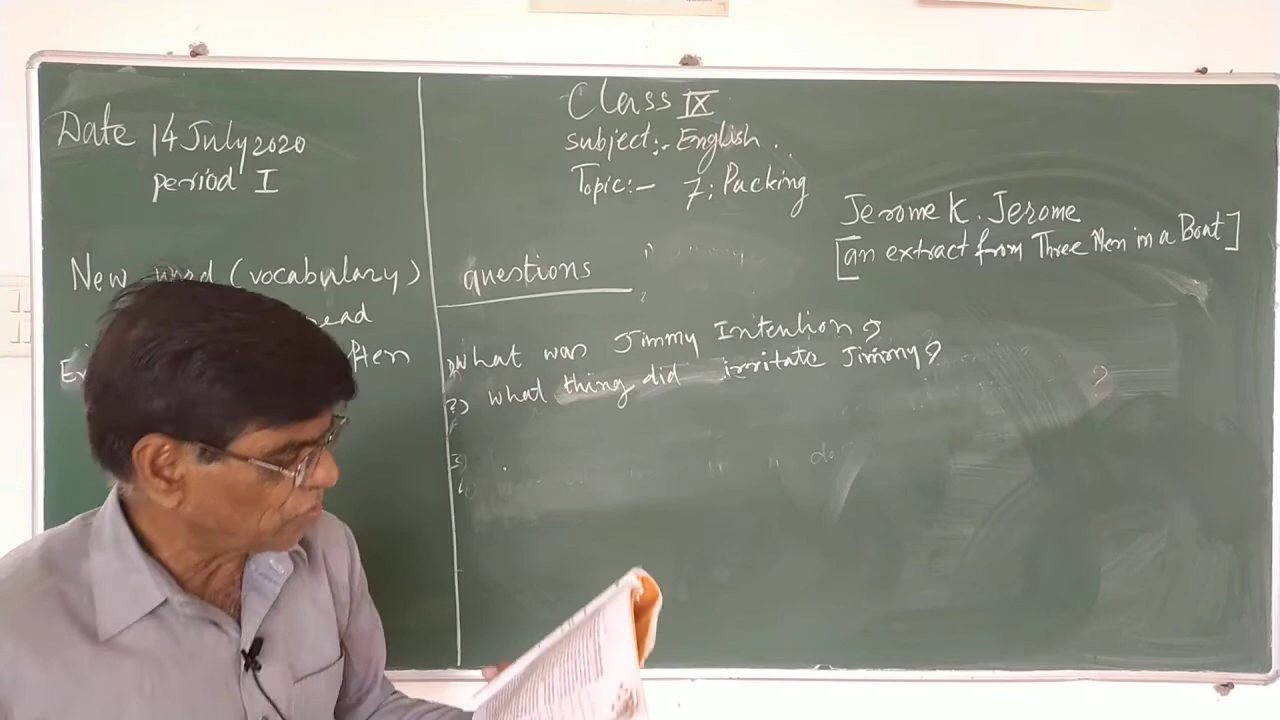 Date 14 July 2020
period I
Class IX
subject:- English ..
Topic:- 7: Packing
Jerome K. Jerome
[an extract from Three Men in a Boat]
New word (vocabulary)
questions
1) what was Jimmy Intention?
2) what thing did irritate Jimmy?